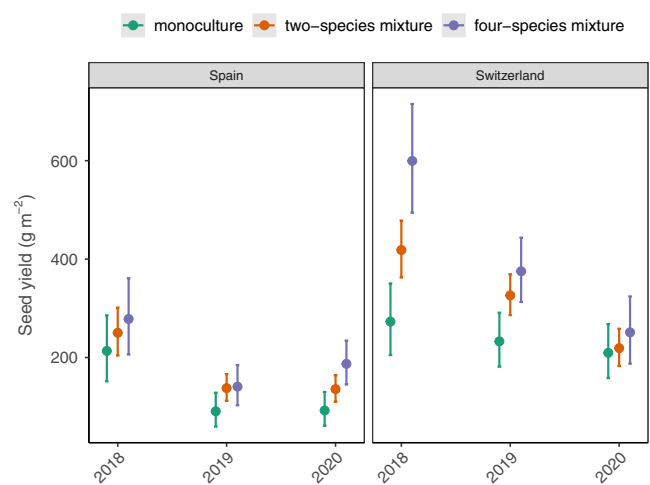 monoculture two−species mixture four−species mixture
Spain Switzerland
Seed yield (g m−2)
600
400
200
2018 2019 2020 2018 2019 2020